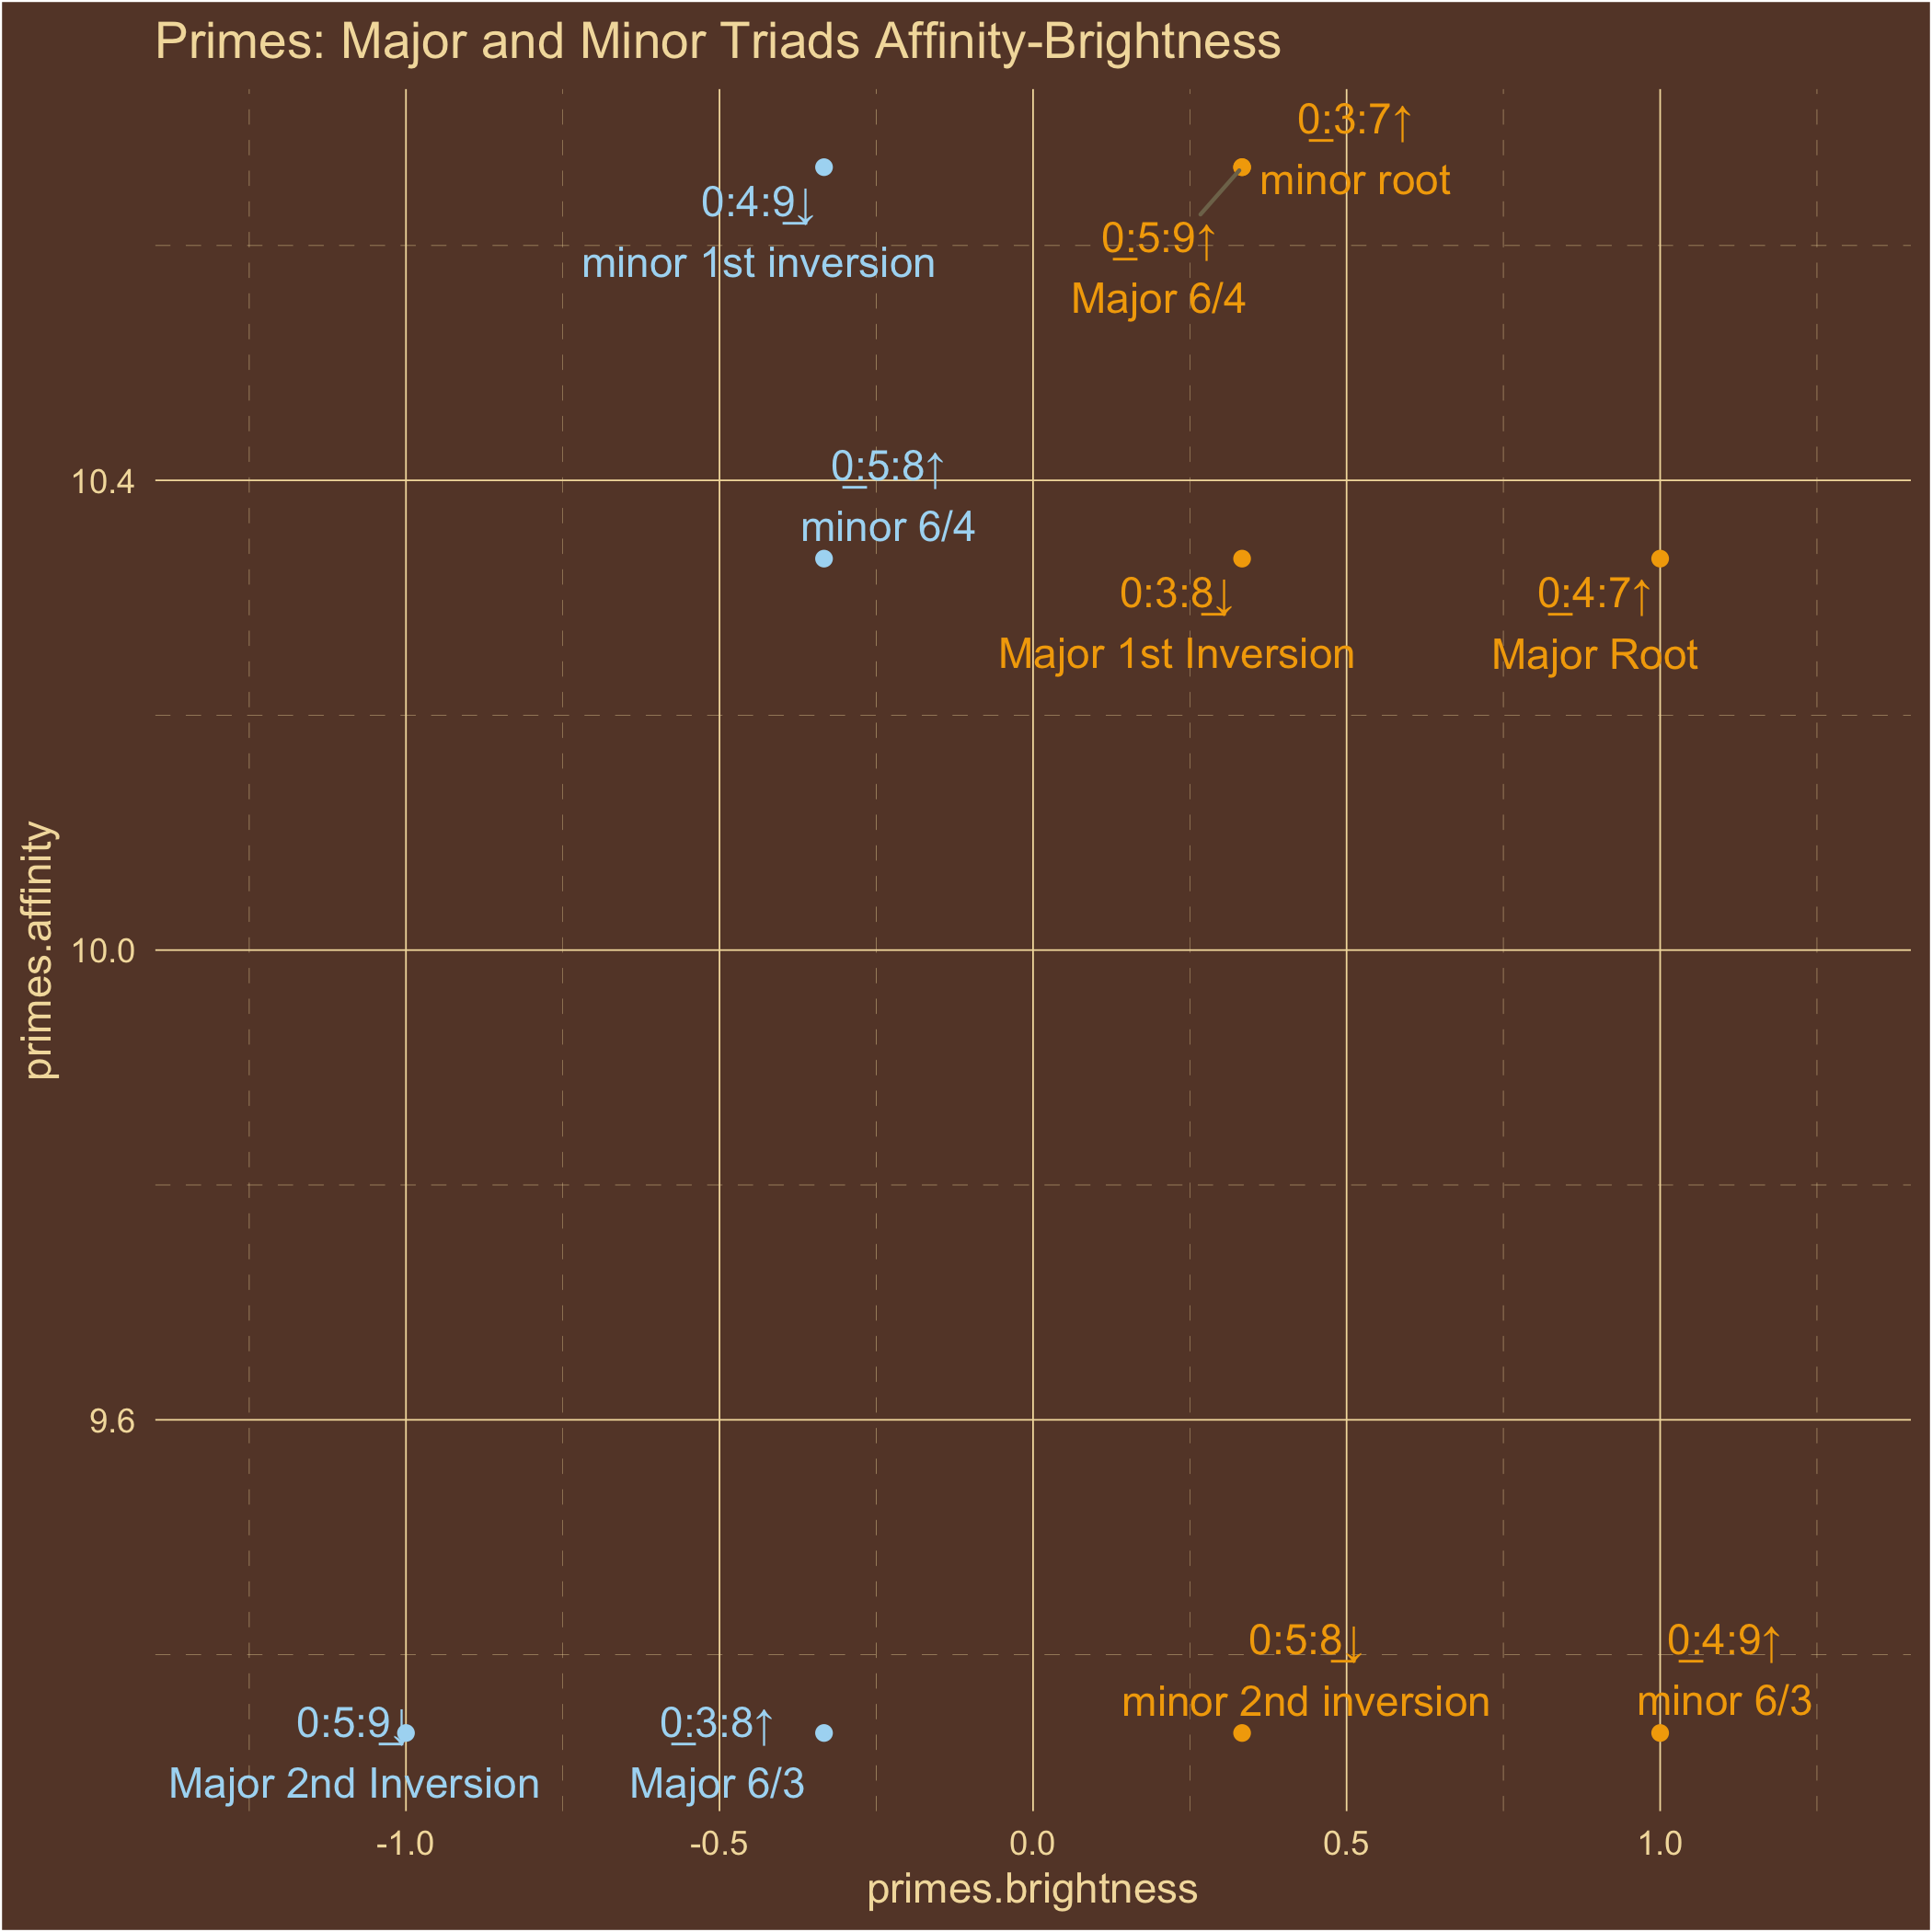 Primes: Major and Minor Triads Affinity-Brightness
0:3:7↑
minor root
0:4:9↓
minor 1st inversion
0:5:9↑
Major 6/4
10.4
0:5:8↑
minor 6/4
0:3:8↓
Major 1st Inversion
0:4:7↑
Major Root
primes.affinity
10.0
9.6
0:5:8↓
minor 2nd inversion
0:4:9↑
minor 6/3
0:5:9↓
Major 2nd Inversion
0:3:8↑
Major 6/3
-1.0
-0.5
0.0
0.5
1.0
primes.brightness